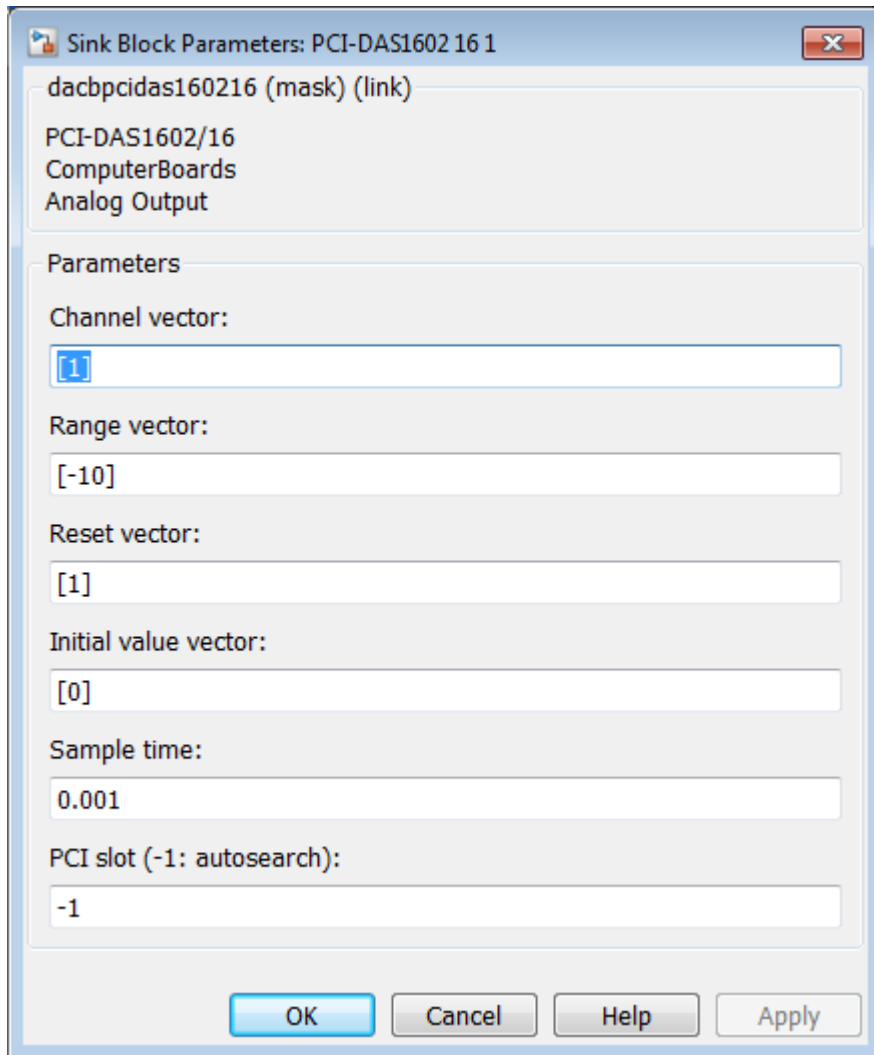 Sink Block Parameters: PCI-DAS1602 16 1
dacbpcidas160216 (mask) (link)
PCI-DAS1602/16
ComputerBoards
Analog Output
Parameters
Channel vector:
[1]
Range vector:
[-10]
Reset vector:
[1]
Initial value vector:
[0]
Sample time:
0.001
PCI slot (-1: autosearch):
-1
OK Cancel Help Apply